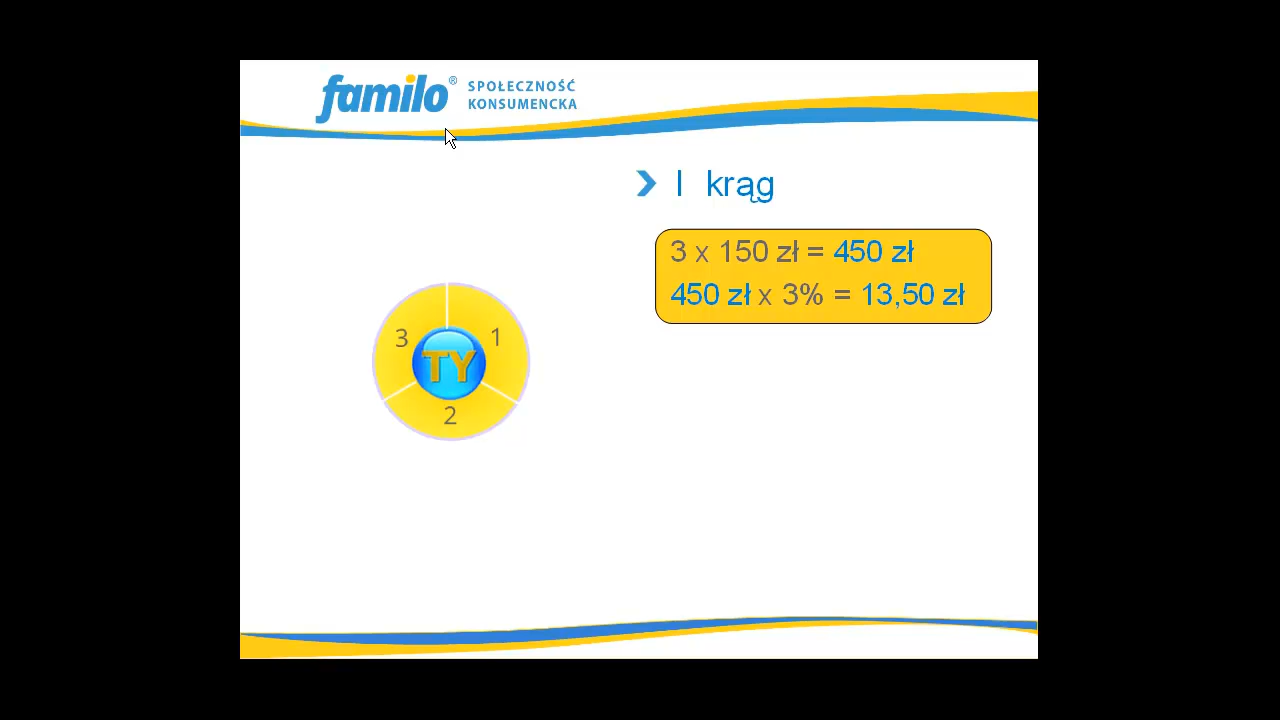 familo®
SPOŁECZNOŚĆ
KONSUMENCKA
I krąg
3 x 150 zł = 450 zł
450 zł x 3% = 13,50 zł
3
1
TY
2